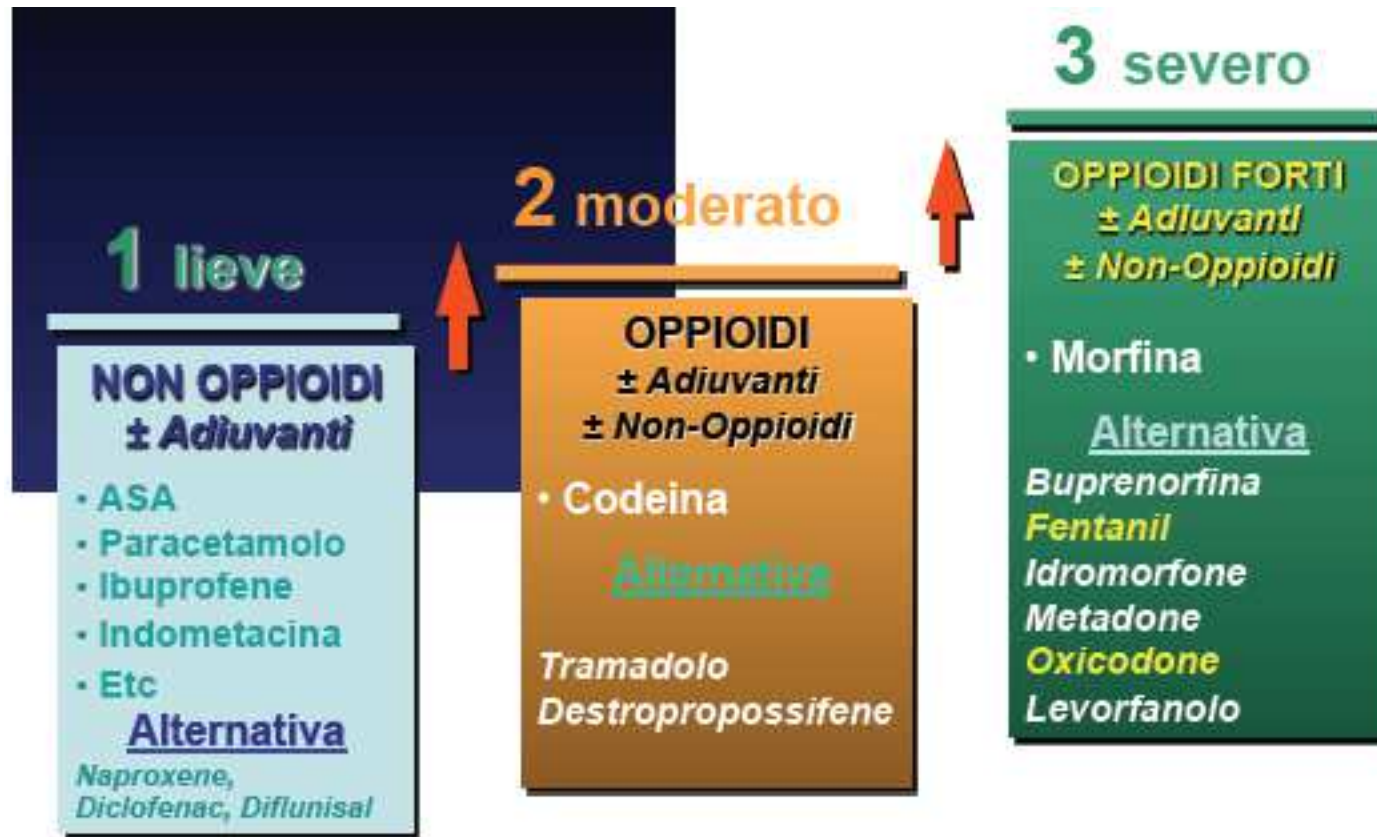 1 lieve
NON OPPIOIDI
± Adiuvanti
• ASA
• Paracetamolo
• Ibuprofene
• Indometacina
• Etc
Alternativa
Naproxene,
Diclofenac, Diflunisal
2 moderato
OPPIOIDI
± Adiuvanti
± Non-Oppioidi
• Codeina
Alternativa
Tramadolo
Destropropossifene
3 severo
OPPIOIDI FORTI
± Adiuvanti
± Non-Oppioidi
• Morfina
Alternativa
Buprenorfina
Fentanil
Idromorfone
Metadone
Oxicodone
Levorfanolo